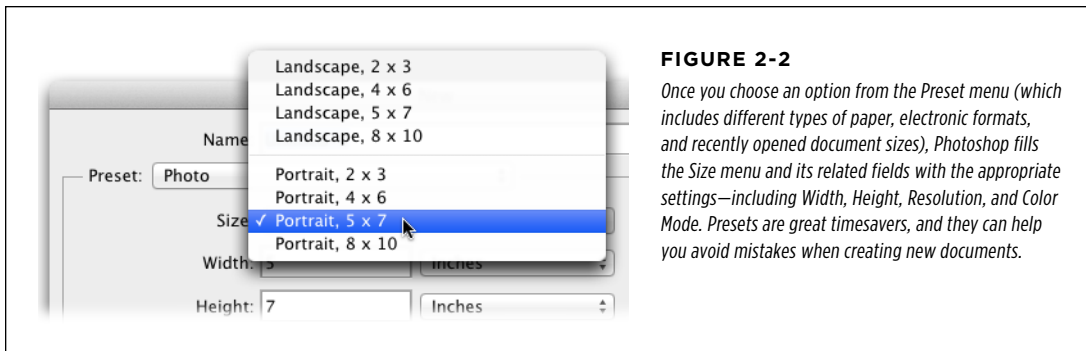 Landscape, 2 x 3
Landscape, 4 x 6
Landscape, 5 x 7
Landscape, 8 x 10
Name
Preset: Photo
Portrait, 2 x 3
Portrait, 4 x 6
Size ✓ Portrait, 5 x 7
Portrait, 8 x 10
Width: 5 Inches
Height: 7 Inches
FIGURE 2-2
Once you choose an option from the Preset menu (which
includes different types of paper, electronic formats,
and recently opened document sizes), Photoshop fills
the Size menu and its related fields with the appropriate
settings—including Width, Height, Resolution, and Color
Mode. Presets are great timesavers, and they can help
you avoid mistakes when creating new documents.